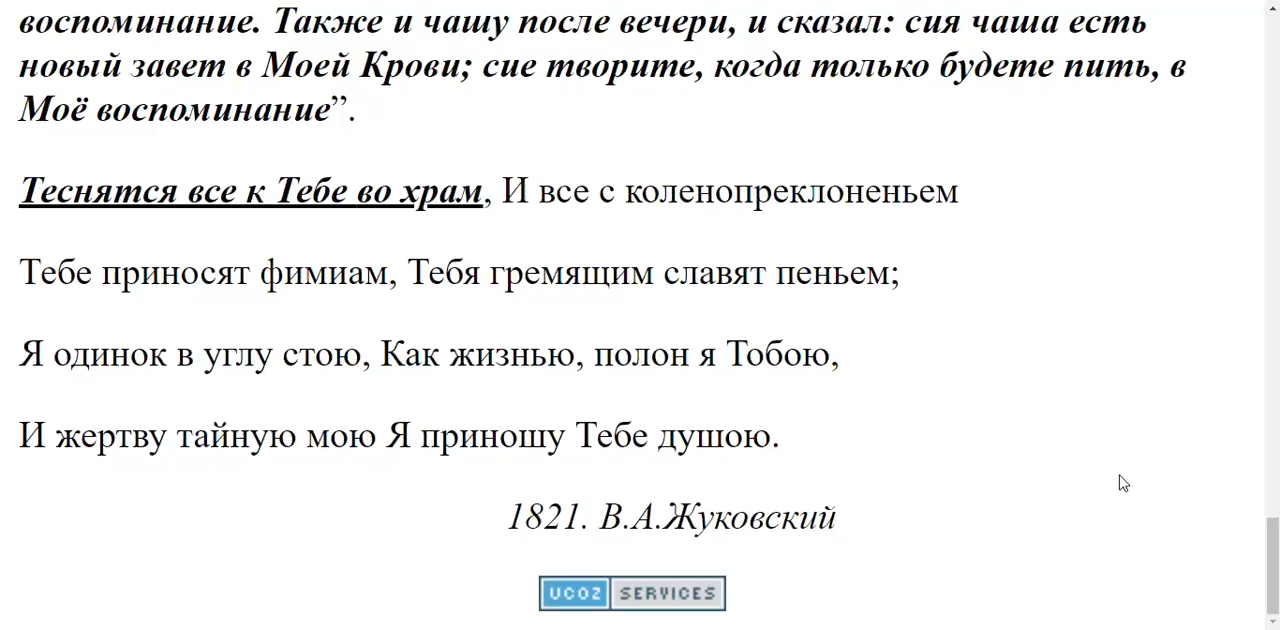 воспоминание. Также и чашу после вечери, и сказал: сия чаша есть
новый завет в Моей Крови; сие творите, когда только будете пить, в
Моё воспоминание”.
Теснятся все к Тебе во храм, И все с коленопреклоненьем
Тебе приносят фимиам, Тебя гремящим славят пеньем;
Я одинок в углу стою, Как жизнью, полон я Тобою,
И жертву тайную мою Я приношу Тебе душою.
1821. В.А.Жуковский
UCOZ SERVICES